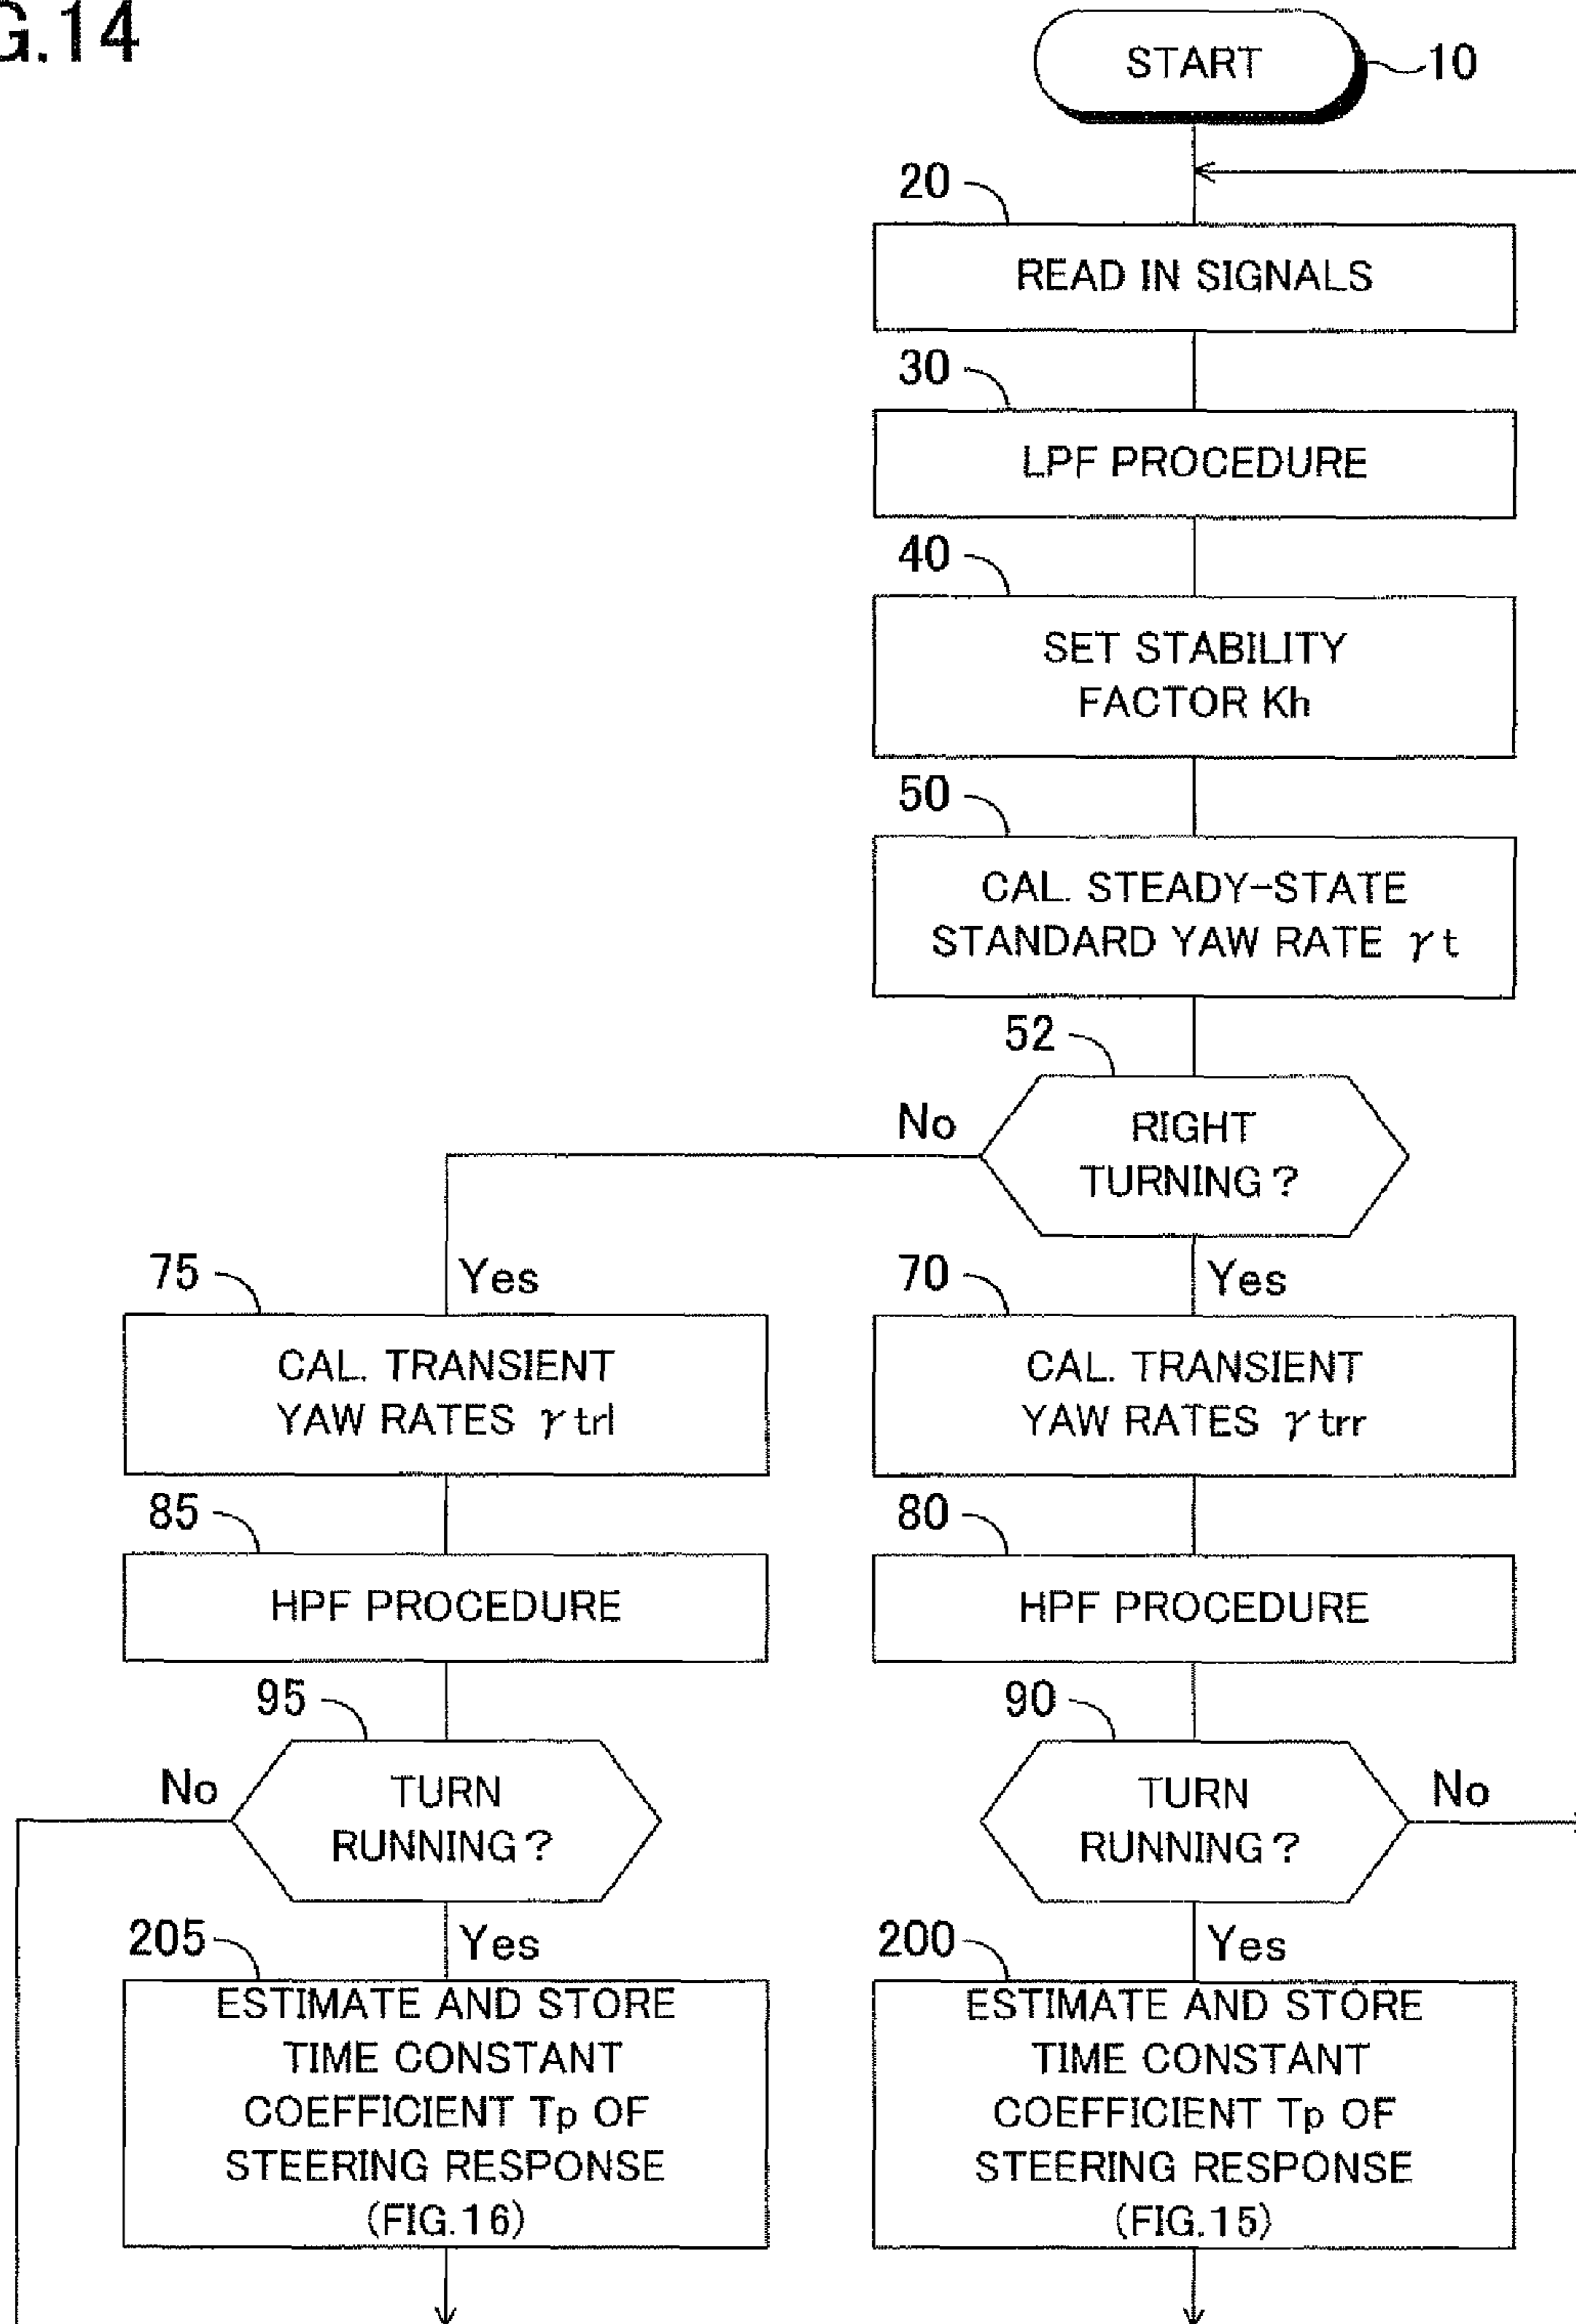 G.14
START
10
20
READ IN SIGNALS
30
LPF PROCEDURE
40
SET STABILITY
FACTOR Kh
50
CAL. STEADY-STATE
STANDARD YAW RATE γt
52
No
RIGHT
TURNING?
75
Yes
70
Yes
CAL. TRANSIENT
YAW RATES γtrl
CAL. TRANSIENT
YAW RATES γtrr
85
80
HPF PROCEDURE
HPF PROCEDURE
95
90
No
TURN
RUNNING?
TURN
RUNNING?
No
205
Yes
200
Yes
ESTIMATE AND STORE
TIME CONSTANT
COEFFICIENT Tp OF
STEERING RESPONSE
(FIG.16)
ESTIMATE AND STORE
TIME CONSTANT
COEFFICIENT Tp OF
STEERING RESPONSE
(FIG.15)